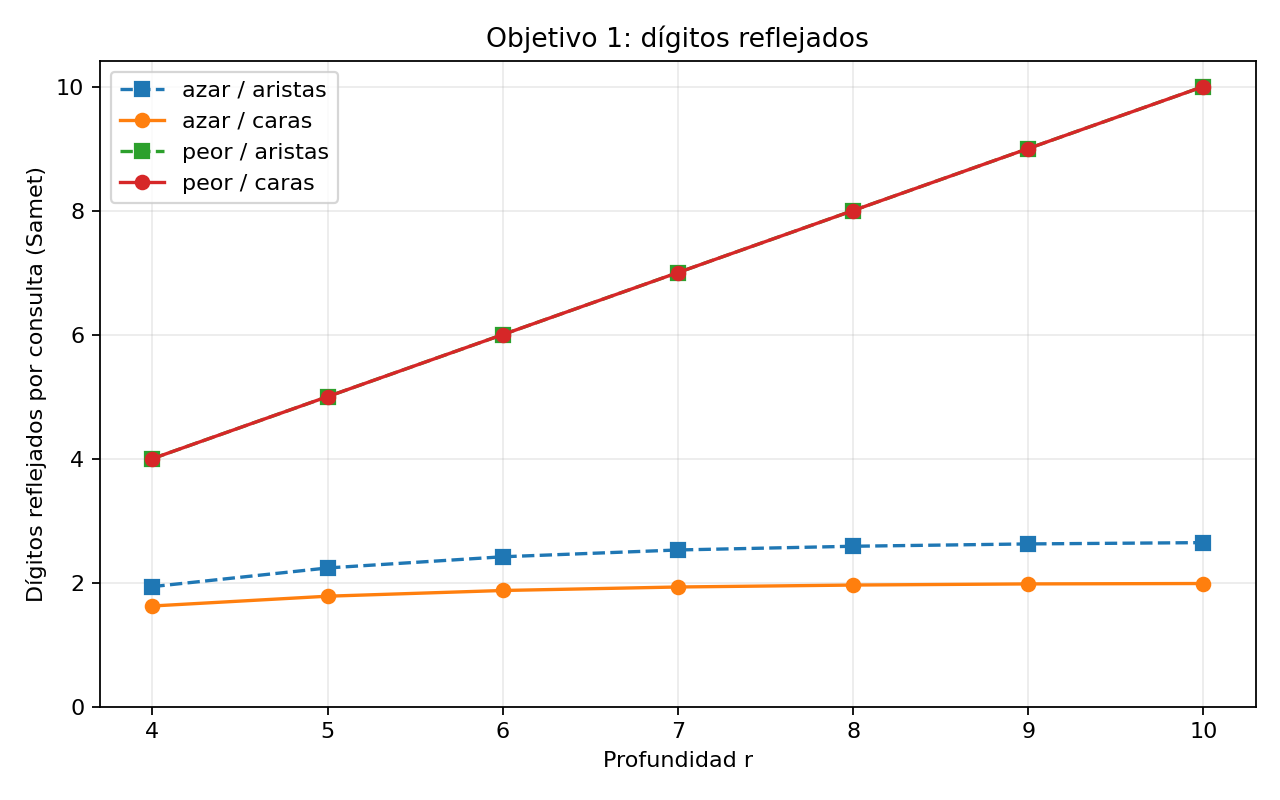 Objetivo 1: dígitos reflejados
azar / aristas
azar / caras
peor / aristas
peor / caras
Dígitos reflejados por consulta (Samet)
10
8
6
4
2
0
4 5 6 7 8 9 10
Profundidad r